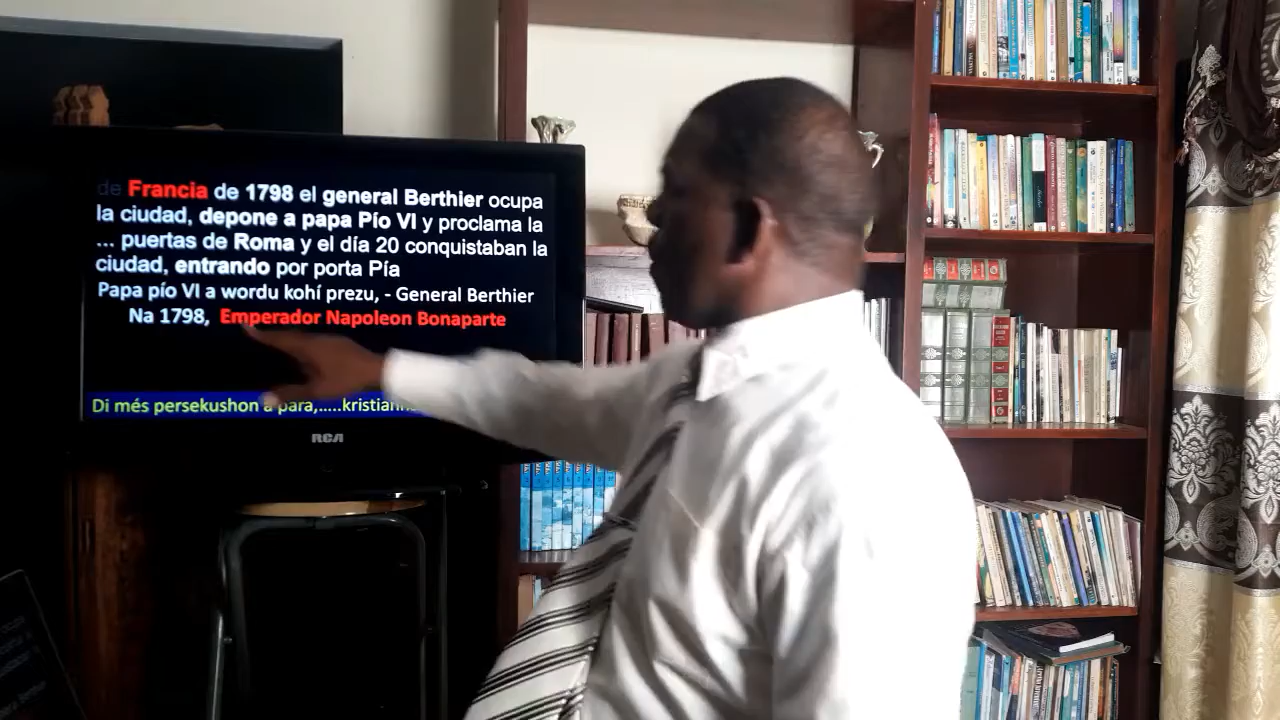 de Francia de 1798 el general Berthier ocupa
la ciudad, depone a papa Pío VI y proclama la
... puertas de Roma y el día 20 conquistaban la
ciudad, entrando por porta Pía
Papa pío VI a wordu kohí prezu, - General Berthier
Na 1798, Emperador Napoleon Bonaparte
Di més persekushon a para,.....kristian
RCA